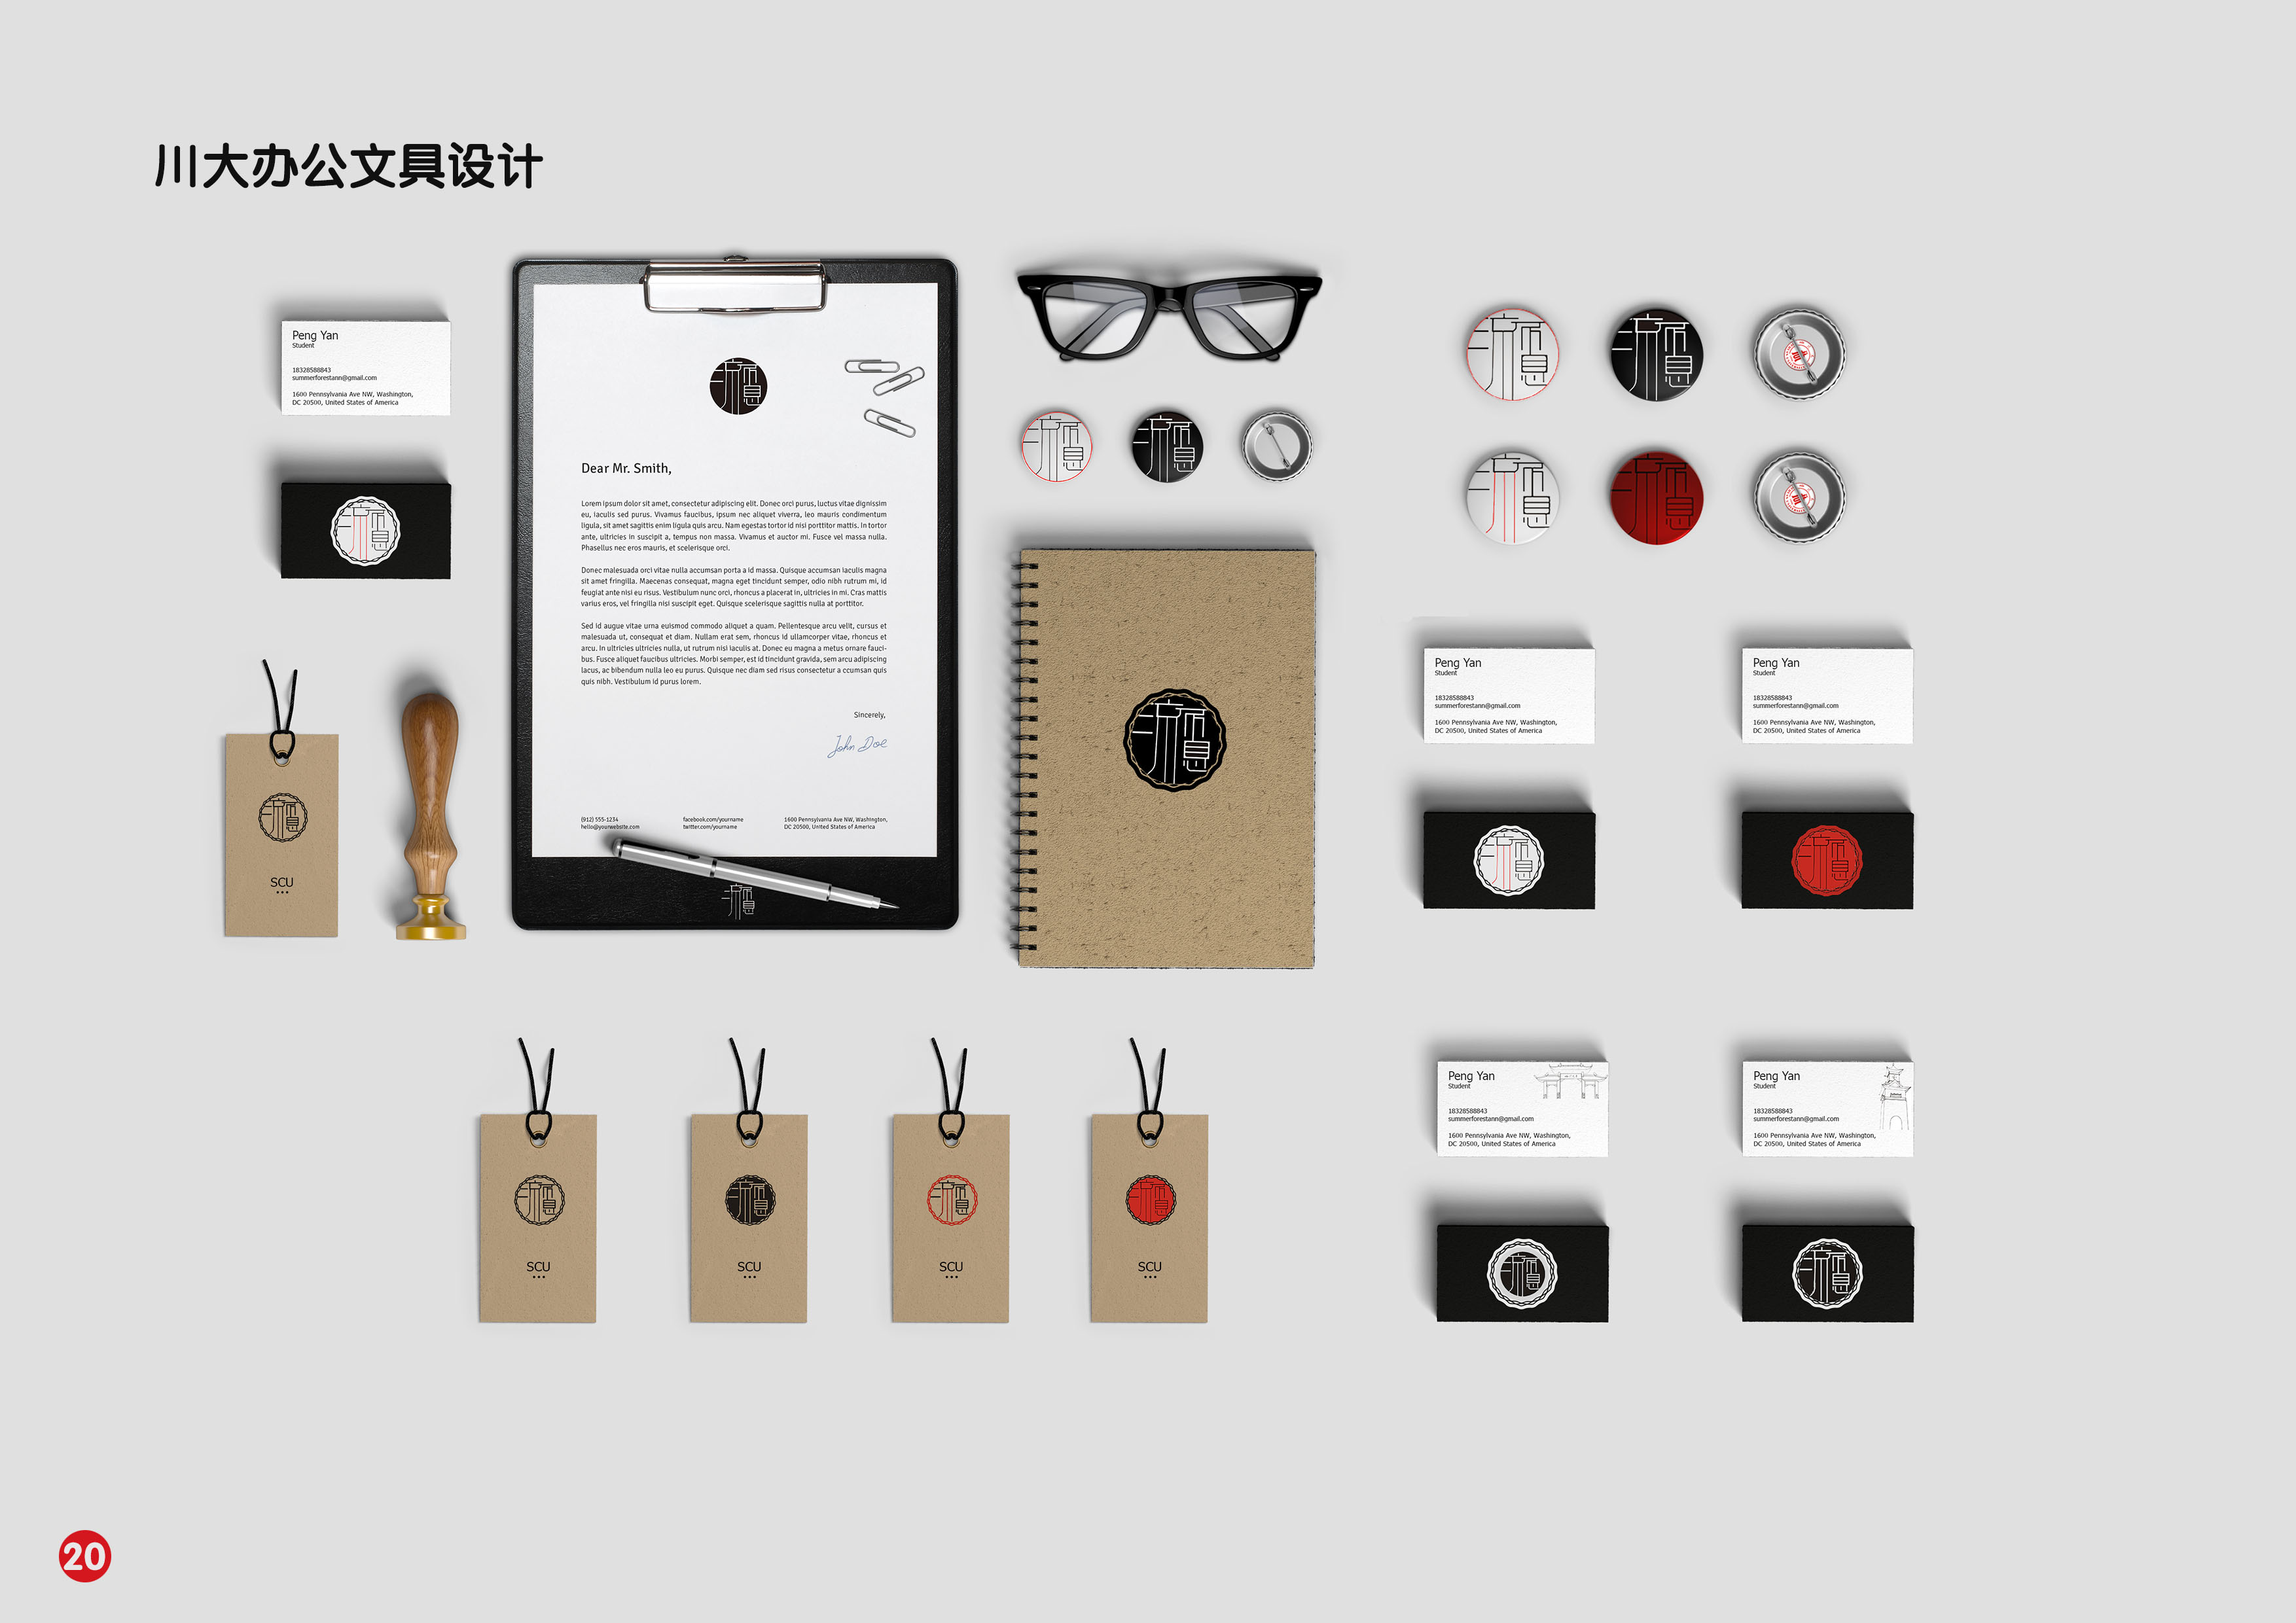 川大办公文具设计
Peng Yan
Student
18328588843
summerforestann@gmail.com
1600 Pennsylvania Ave NW, Washington,
DC 20500, United States of America
SCU
Dear Mr. Smith,
Lorem ipsum dolor sit amet, consectetur adipiscing elit. Donec orci purus, luctus vitae dignissim
eu, iaculis sed purus. Vivamus faucibus, ipsum nec aliquet viverra, leo mauris condimentum
ligula, sit amet sagittis enim ligula quis arcu. Nam egestas tortor id nisi porttitor mattis. In tortor
ante, ultricies in suscipit a, tempus non massa. Vivamus et auctor mi. Fusce vel massa nulla.
Phasellus nec eros mauris, et scelerisque orci.
Donec malesuada orci vitae nulla accumsan porta a id massa. Quisque accumsan iaculis magna
sit amet fringilla. Maecenas consequat, magna eget tincidunt semper, odio nibh rutrum mi, id
feugiat ante nisi eu risus. Vestibulum nunc orci, rhoncus a placerat in, ultricies in mi. Cras mattis
varius eros, vel fringilla nisi suscipit eget. Quisque scelerisque sagittis nulla at porttitor.
Sed id augue vitae urna euismod commodo aliquet a quam. Pellentesque arcu velit, cursus et
malesuada ut, consequat et diam. Nullam erat sem, rhoncus id ullamcorper vitae, rhoncus et
arcu. In ultricies ultricies nulla, ut rutrum nisi iaculis at. Donec eu magna a metus ornare fauci-
bus. Fusce aliquet faucibus ultricies. Morbi semper, est id tincidunt gravida, sem arcu adipiscing
lacus, ac bibendum nulla leo eu purus. Quisque nec diam sed risus consectetur a ccumsan quis
quis nibh. Vestibulum id purus lorem.
Sincerely,
John Doe
(912) 555-1234
hello@yourwebsite.com
facebook.com/yourname
twitter.com/yourname
1600 Pennsylvania Ave NW, Washington,
DC 20500, United States of America
Peng Yan
Student
18328588843
summerforestann@gmail.com
1600 Pennsylvania Ave NW, Washington,
DC 20500, United States of America
Peng Yan
Student
18328588843
summerforestann@gmail.com
1600 Pennsylvania Ave NW, Washington,
DC 20500, United States of America
SCU
SCU
SCU
SCU
Peng Yan
Student
18328588843
summerforestann@gmail.com
1600 Pennsylvania Ave NW, Washington,
DC 20500, United States of America
Peng Yan
Student
18328588843
summerforestann@gmail.com
1600 Pennsylvania Ave NW, Washington,
DC 20500, United States of America
20